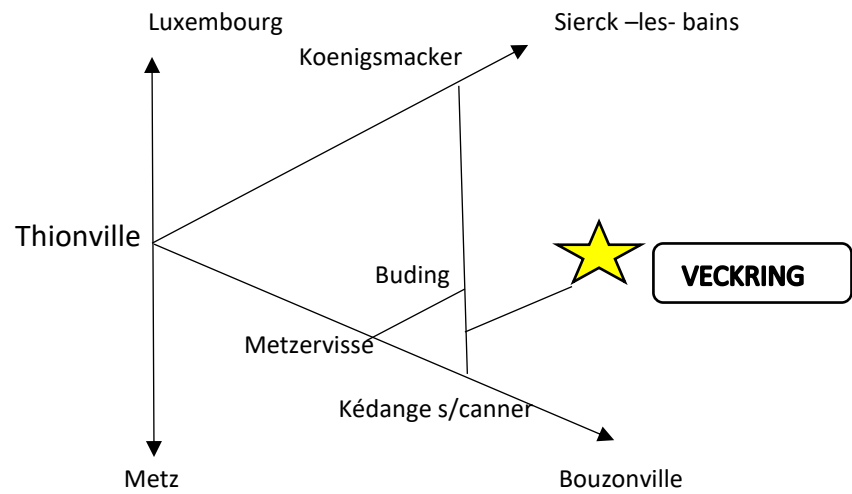 Luxembourg
Sierck –les- bains
Koenigsmacker
Thionville
Buding
VECKRING
Metzervisse
Kédange s/canner
Metz
Bouzonville